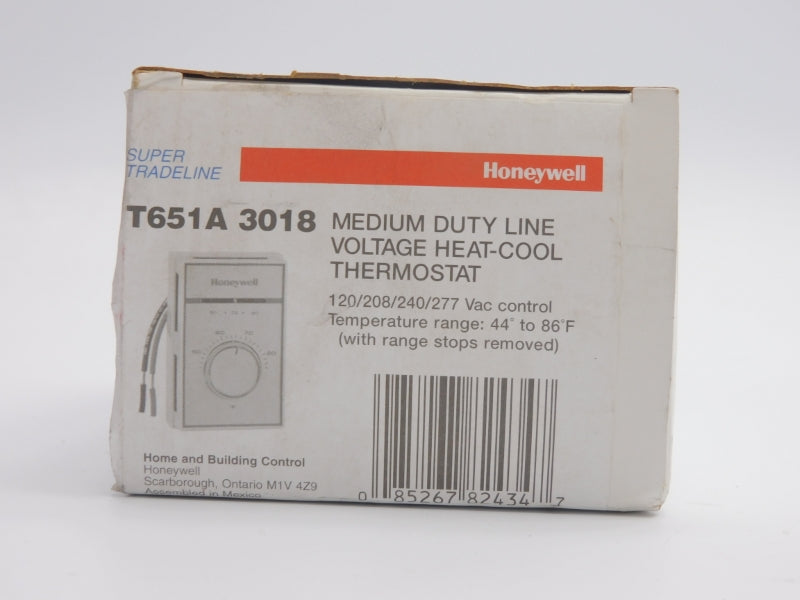 SUPER
TRADELINE
Honeywell
T651A 3018
MEDIUM DUTY LINE
VOLTAGE HEAT-COOL
THERMOSTAT
120/208/240/277 Vac control
Temperature range: 44° to 86°F
(with range stops removed)
Honeywell
Home and Building Control
Honeywell
Scarborough, Ontario M1V 4Z9
Assembled in Mexico
0 85267 82434 7